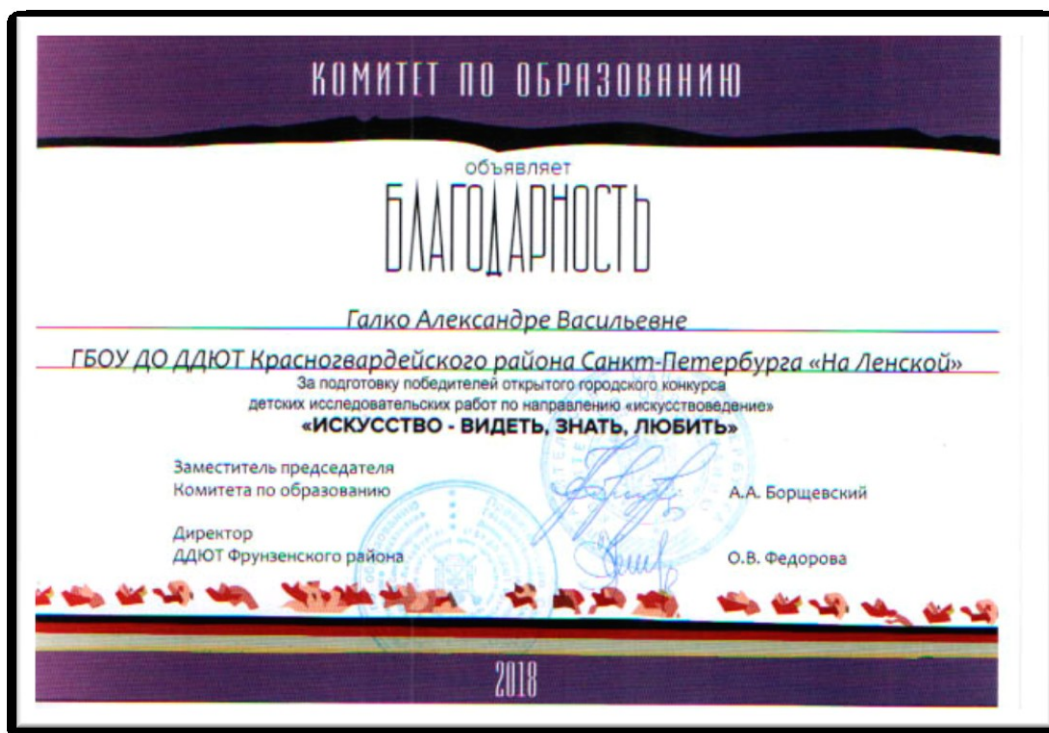 КОМИТЕТ ПО ОБРАЗОВАНИЮ
объявляет
БЛАГОДАРНОСТЬ
Галко Александре Васильевне
ГБОУ ДО ДДЮТ Красногвардейского района Санкт-Петербурга «На Ленской»
За подготовку победителей открытого городского конкурса
детских исследовательских работ по направлению «искусствоведение»
«ИСКУССТВО - ВИДЕТЬ, ЗНАТЬ, ЛЮБИТЬ»
Заместитель председателя
Комитета по образованию
А.А. Борщевский
Директор
ДДЮТ Фрунзенского района
О.В. Федорова
2018